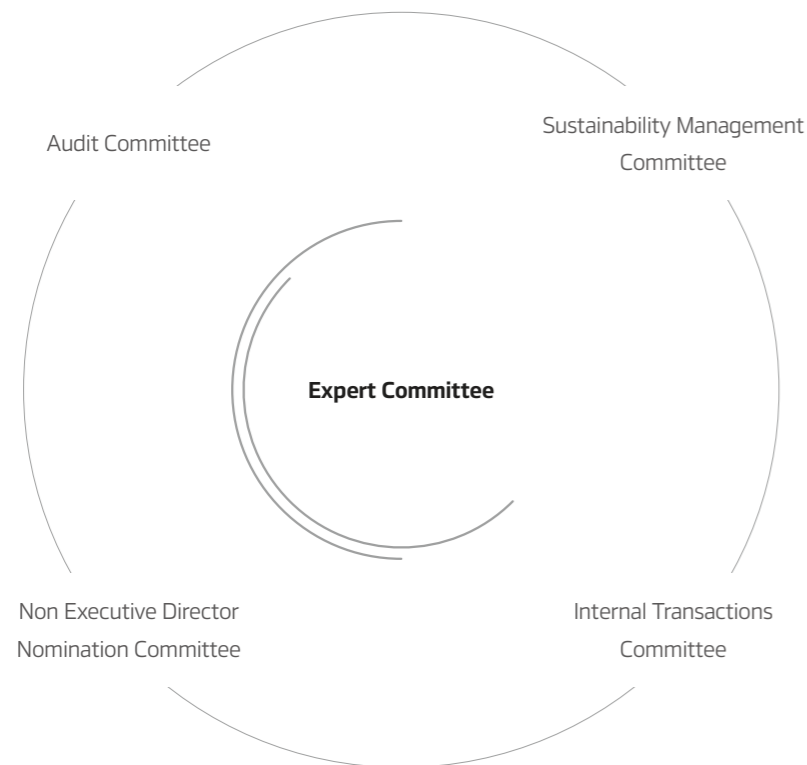 Audit Committee
Sustainability Management
Committee
Expert Committee
Non Executive Director
Nomination Committee
Internal Transactions
Committee